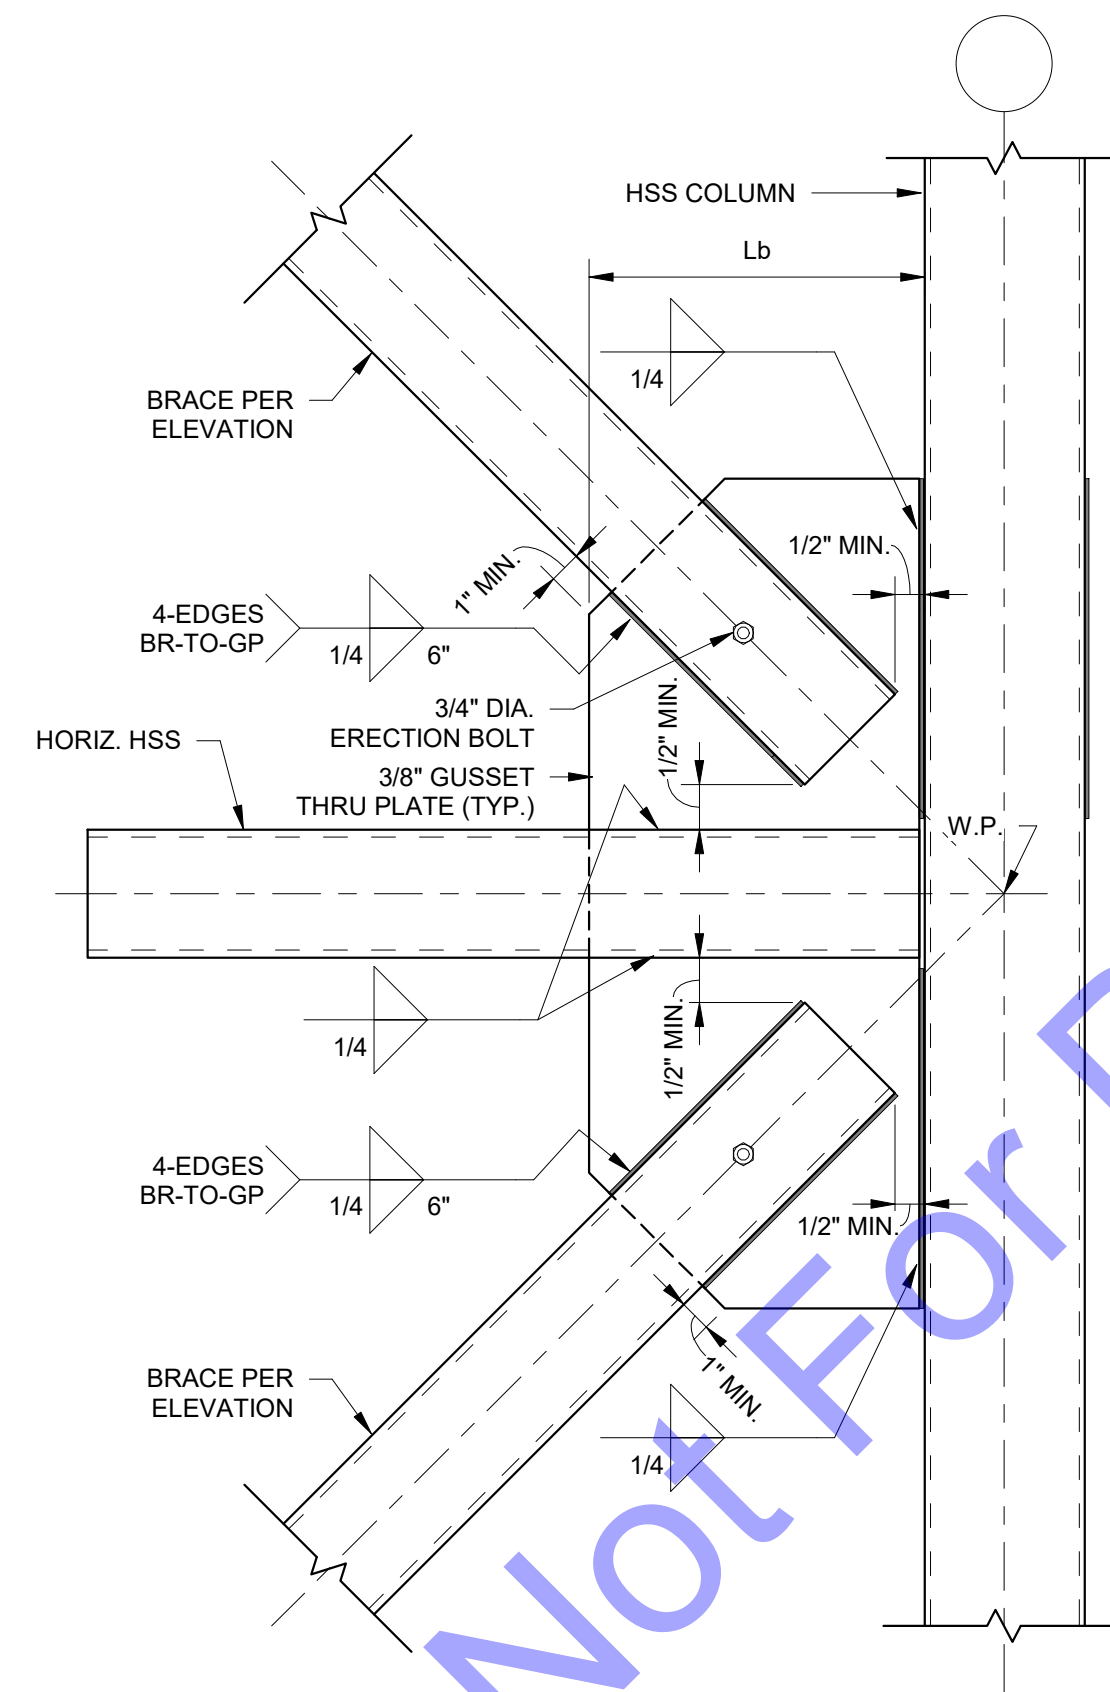 HSS COLUMN
Lb
1/4
BRACE PER
ELEVATION
1/2" MIN.
1" MIN.
4-EDGES
BR-TO-GP
1/4
6"
3/4" DIA.
ERECTION BOLT
1/2" MIN.
HORIZ. HSS
3/8" GUSSET
THRU PLATE (TYP.)
W.P.
1/4
1/2" MIN.
4-EDGES
BR-TO-GP
1/4
6"
1/2" MIN.
BRACE PER
ELEVATION
1" MIN.
1/4
Not For